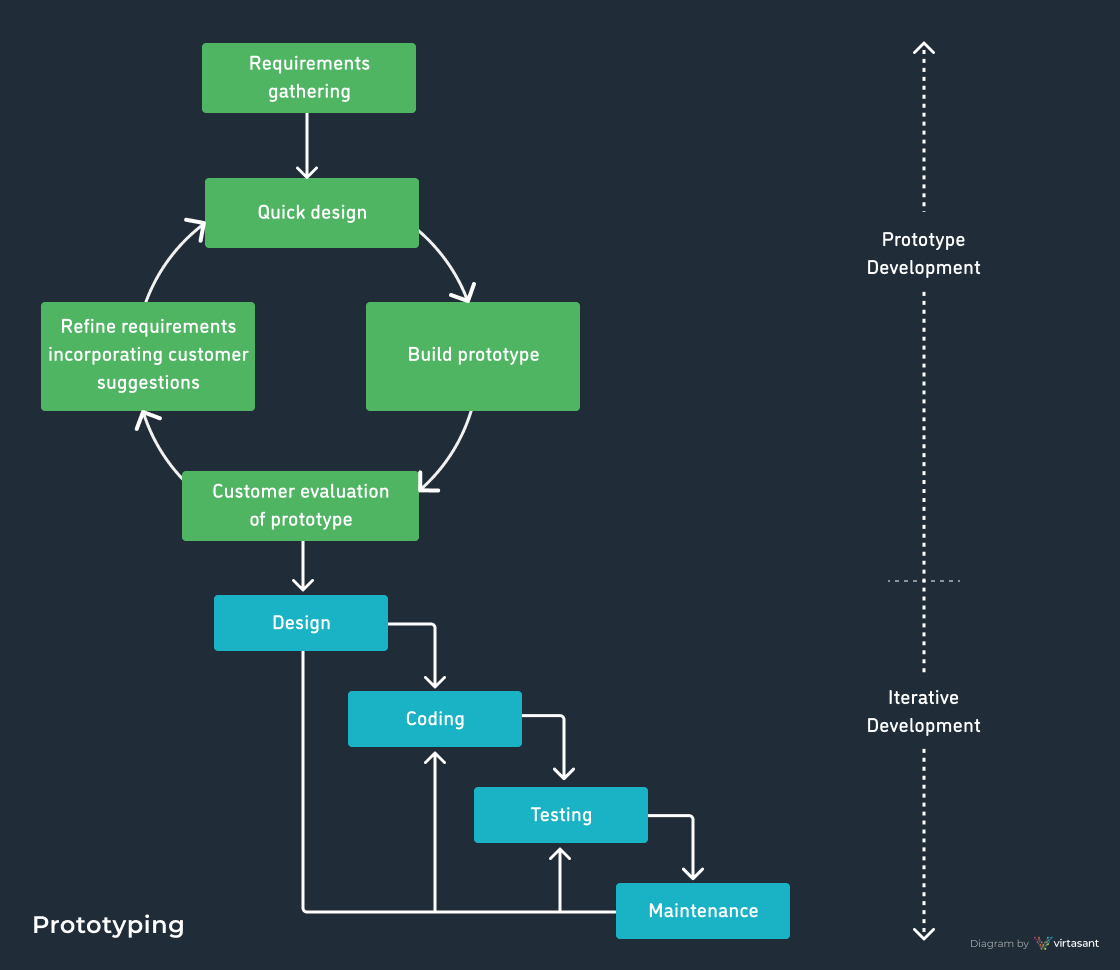 Requirements
gathering
Quick design
Refine requirements
incorporating customer
suggestions
Build prototype
Customer evaluation
of prototype
Design
Coding
Testing
Maintenance
Prototype
Development
Iterative
Development
Prototyping
Diagram by virtasant